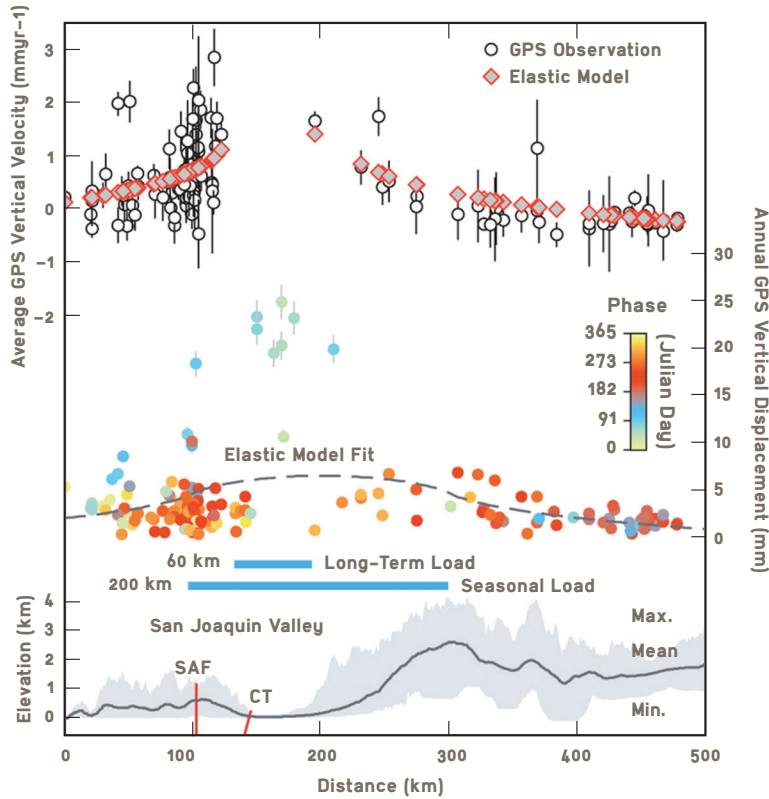 Average GPS Vertical Velocity (mmyr−1)
3
2
1
0
−1
−2
GPS Observation
Elastic Model
Annual GPS Vertical Displacement (mm)
30
25
20
15
10
5
0
Phase
(Julian Day)
365
273
182
91
0
Elastic Model Fit
60 km
Long-Term Load
200 km
Seasonal Load
Elevation (km)
4
3
2
1
0
San Joaquin Valley
SAF
CT
Max.
Mean
Min.
0
100
200
300
400
500
Distance (km)